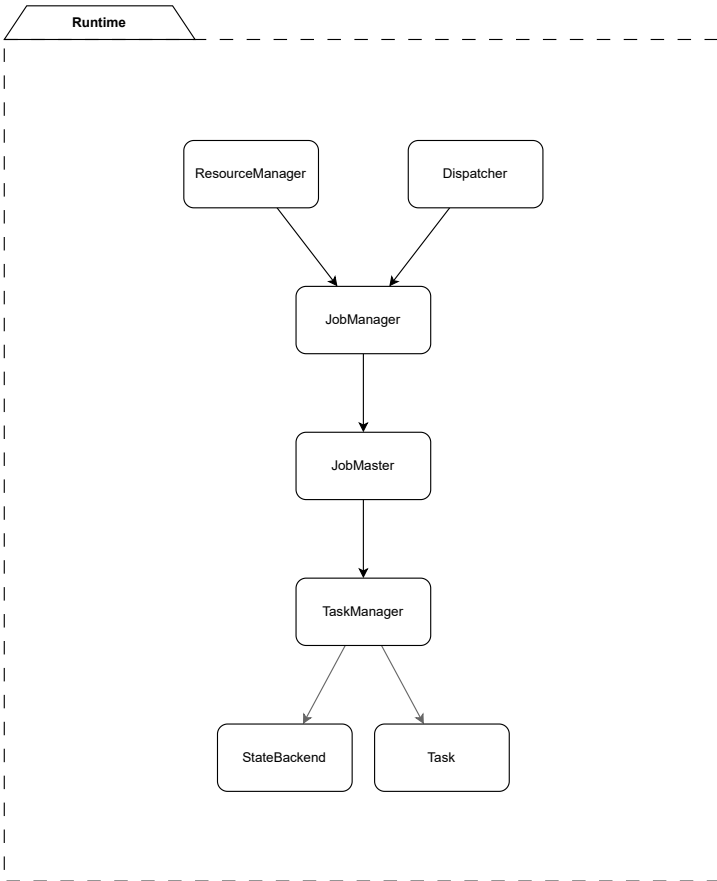 Runtime
ResourceManager
Dispatcher
JobManager
JobMaster
TaskManager
StateBackend
Task